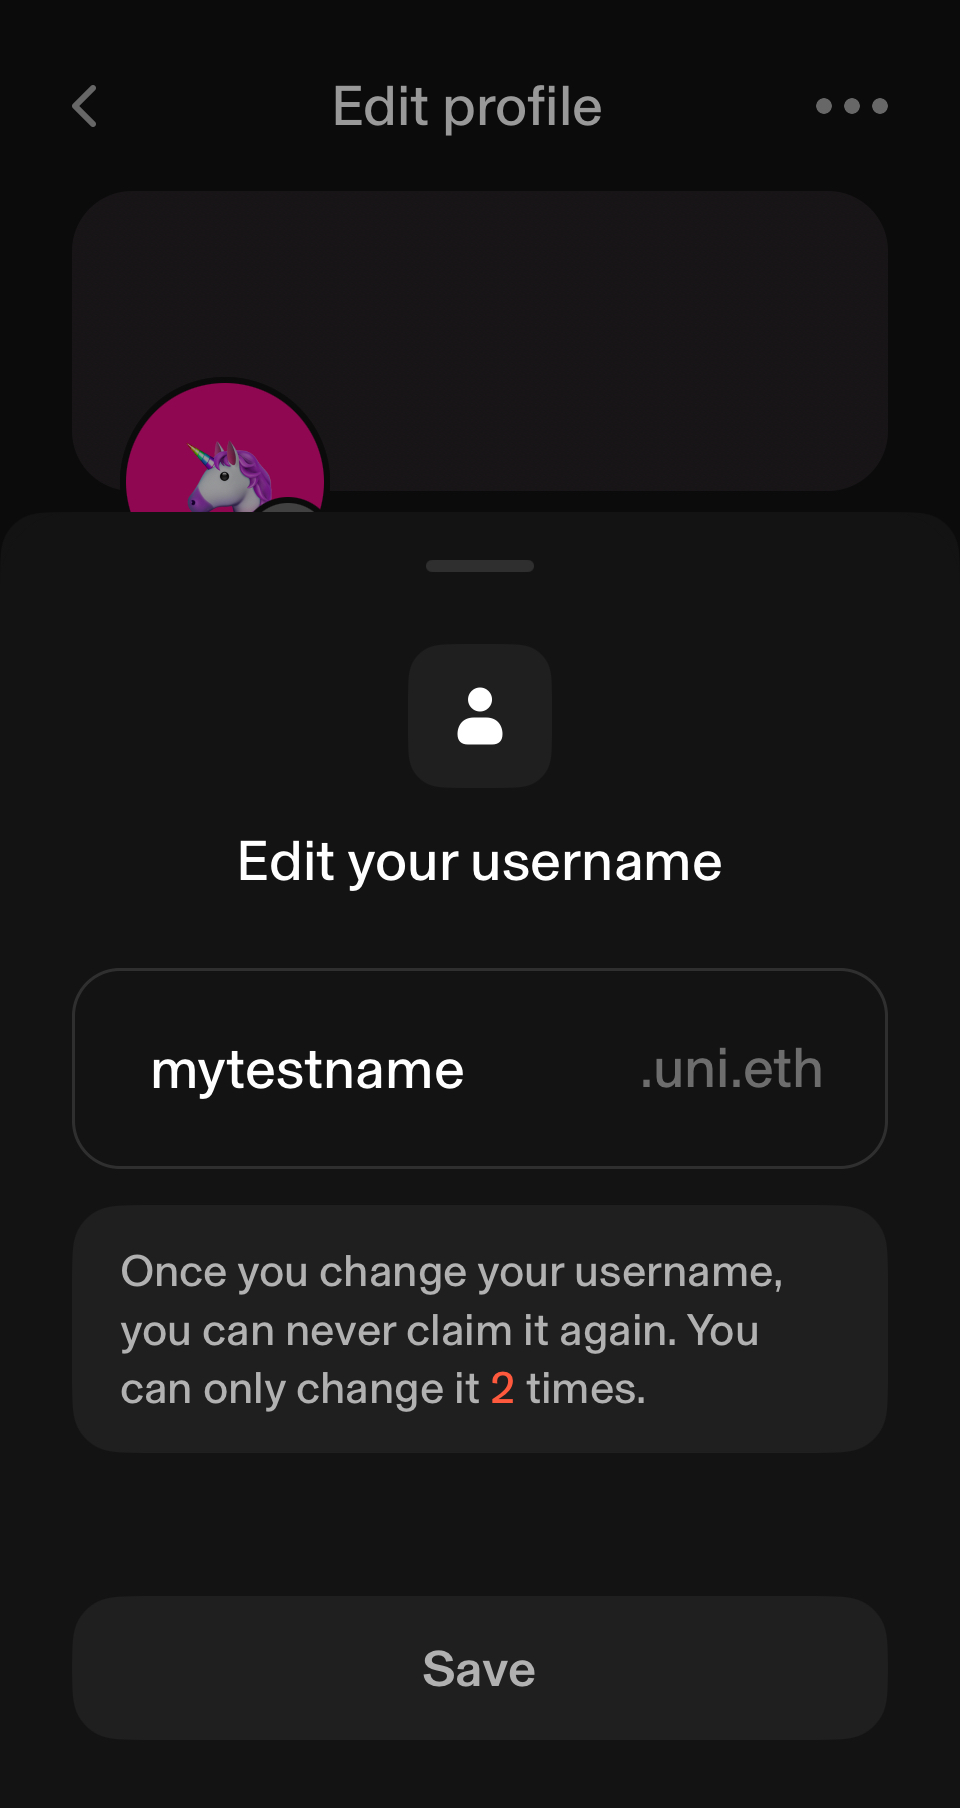 Edit profile
Edit your username
mytestname .uni.eth
Once you change your username,
you can never claim it again. You
can only change it 2 times.
Save